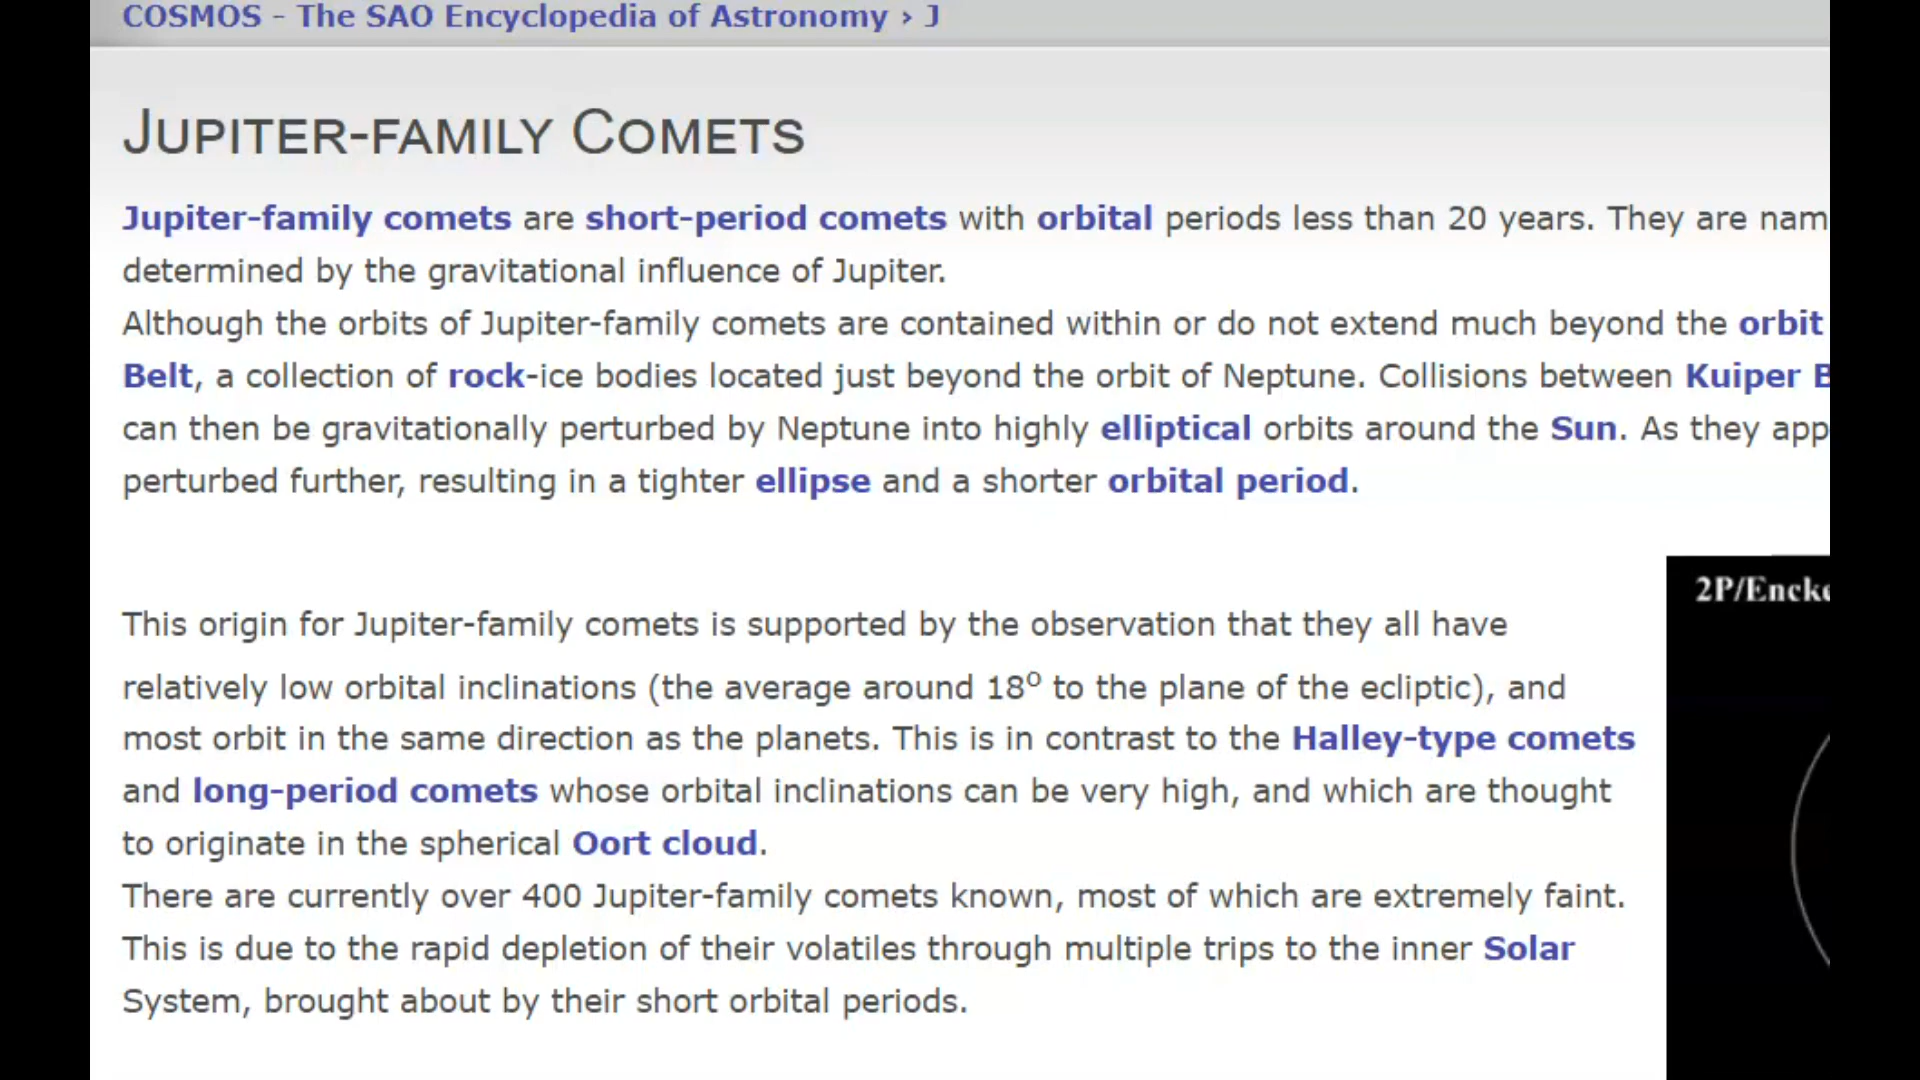 COSMOS - The SAO Encyclopedia of Astronomy › J
Jupiter-family Comets
Jupiter-family comets are short-period comets with orbital periods less than 20 years. They are nam
determined by the gravitational influence of Jupiter.
Although the orbits of Jupiter-family comets are contained within or do not extend much beyond the orbit
Belt, a collection of rock-ice bodies located just beyond the orbit of Neptune. Collisions between Kuiper B
can then be gravitationally perturbed by Neptune into highly elliptical orbits around the Sun. As they app
perturbed further, resulting in a tighter ellipse and a shorter orbital period.
This origin for Jupiter-family comets is supported by the observation that they all have
relatively low orbital inclinations (the average around 18º to the plane of the ecliptic), and
most orbit in the same direction as the planets. This is in contrast to the Halley-type comets
and long-period comets whose orbital inclinations can be very high, and which are thought
to originate in the spherical Oort cloud.
There are currently over 400 Jupiter-family comets known, most of which are extremely faint.
This is due to the rapid depletion of their volatiles through multiple trips to the inner Solar
System, brought about by their short orbital periods.
2P/Encke